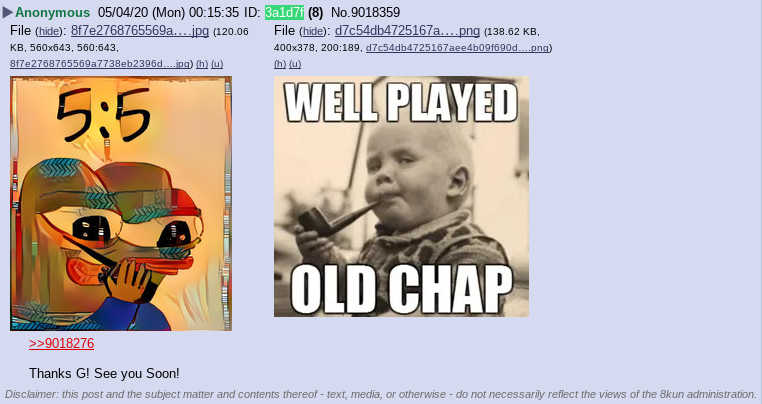 Anonymous 05/04/20 (Mon) 00:15:35 ID: 3a1d7f (8) No.9018359
File (hide): 8f7e2768765569a….jpg (120.06 KB, 560x643, 560:643, 8f7e2768765569a7738eb2396d….jpg) (h) (u)
File (hide): d7c54db4725167a….png (138.62 KB, 400x378, 200:189, d7c54db4725167aee4b09f690d….png) (h) (u)
5:5
WELL PLAYED
OLD CHAP
>>9018276
Thanks G! See you Soon!
Disclaimer: this post and the subject matter and contents thereof - text, media, or otherwise - do not necessarily reflect the views of the 8kun administration.